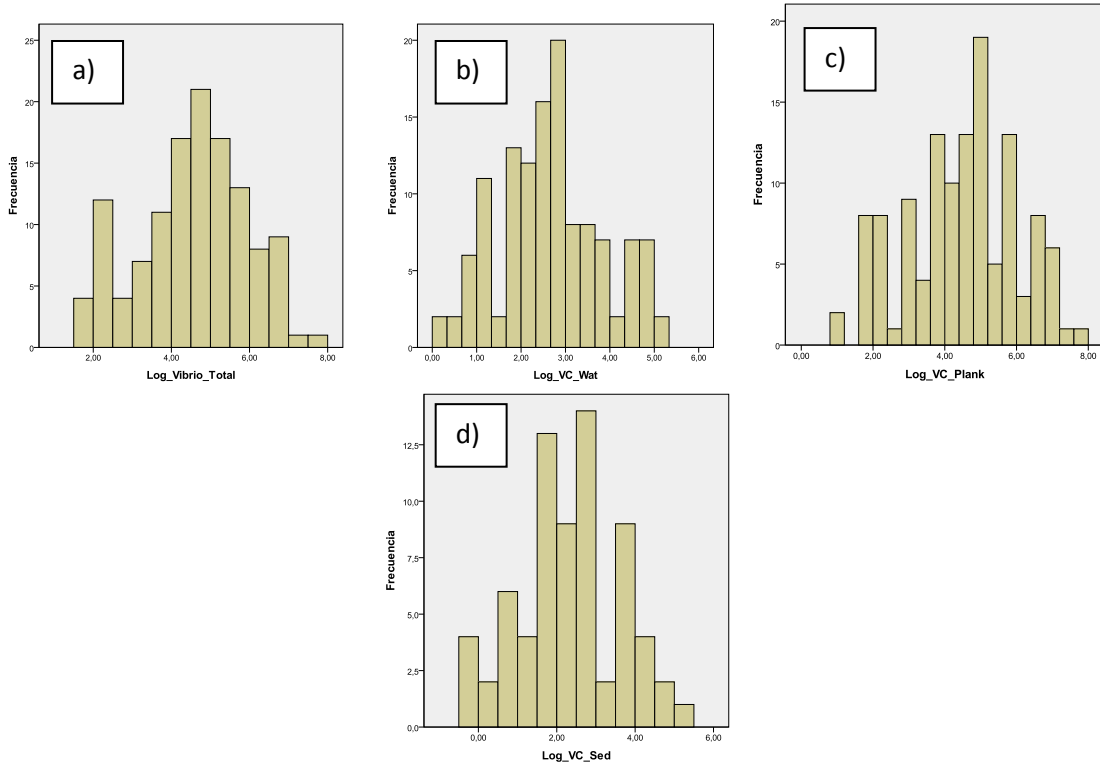 a)
Frecuencia
25
20
15
10
5
0
2,00 4,00 6,00 8,00
Log_Vibrio_Total
b)
Frecuencia
20
15
10
5
0
0,00 1,00 2,00 3,00 4,00 5,00 6,00
Log_VC_Wat
c)
Frecuencia
20
15
10
5
0
0,00 2,00 4,00 6,00 8,00
Log_VC_Plank
d)
Frecuencia
12,5
10,0
7,5
5,0
2,5
0,0
0,00 2,00 4,00 6,00
Log_VC_Sed